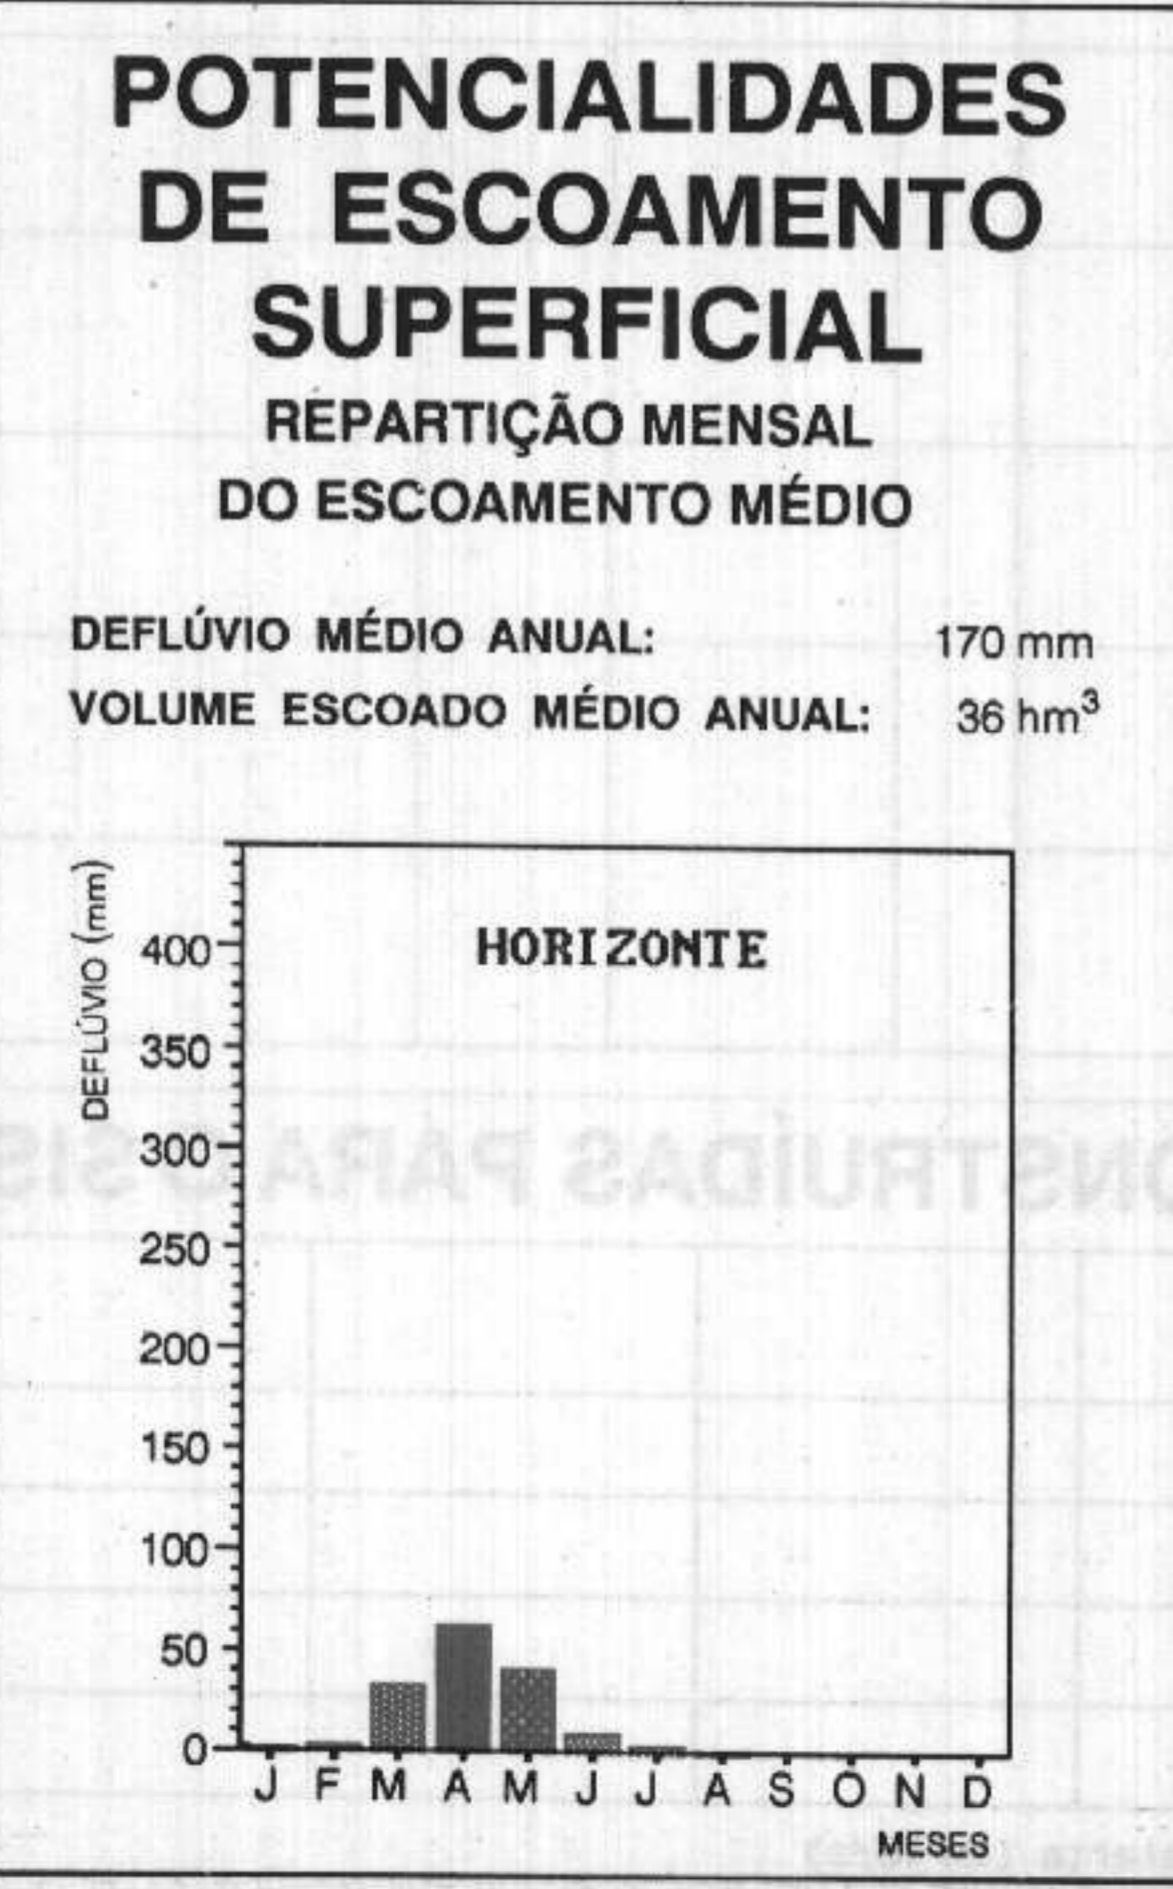 POTENCIALIDADES
DE ESCOAMENTO
SUPERFICIAL
REPARTIÇÃO MENSAL
DO ESCOAMENTO MÉDIO
DEFLÚVIO MÉDIO ANUAL: 170 mm
VOLUME ESCOADO MÉDIO ANUAL: 36 hm³
DEFLÚVIO (mm)
HORIZONTE
400
350
300
250
200
150
100
50
0
J F M A M J J A S O N D
MESES